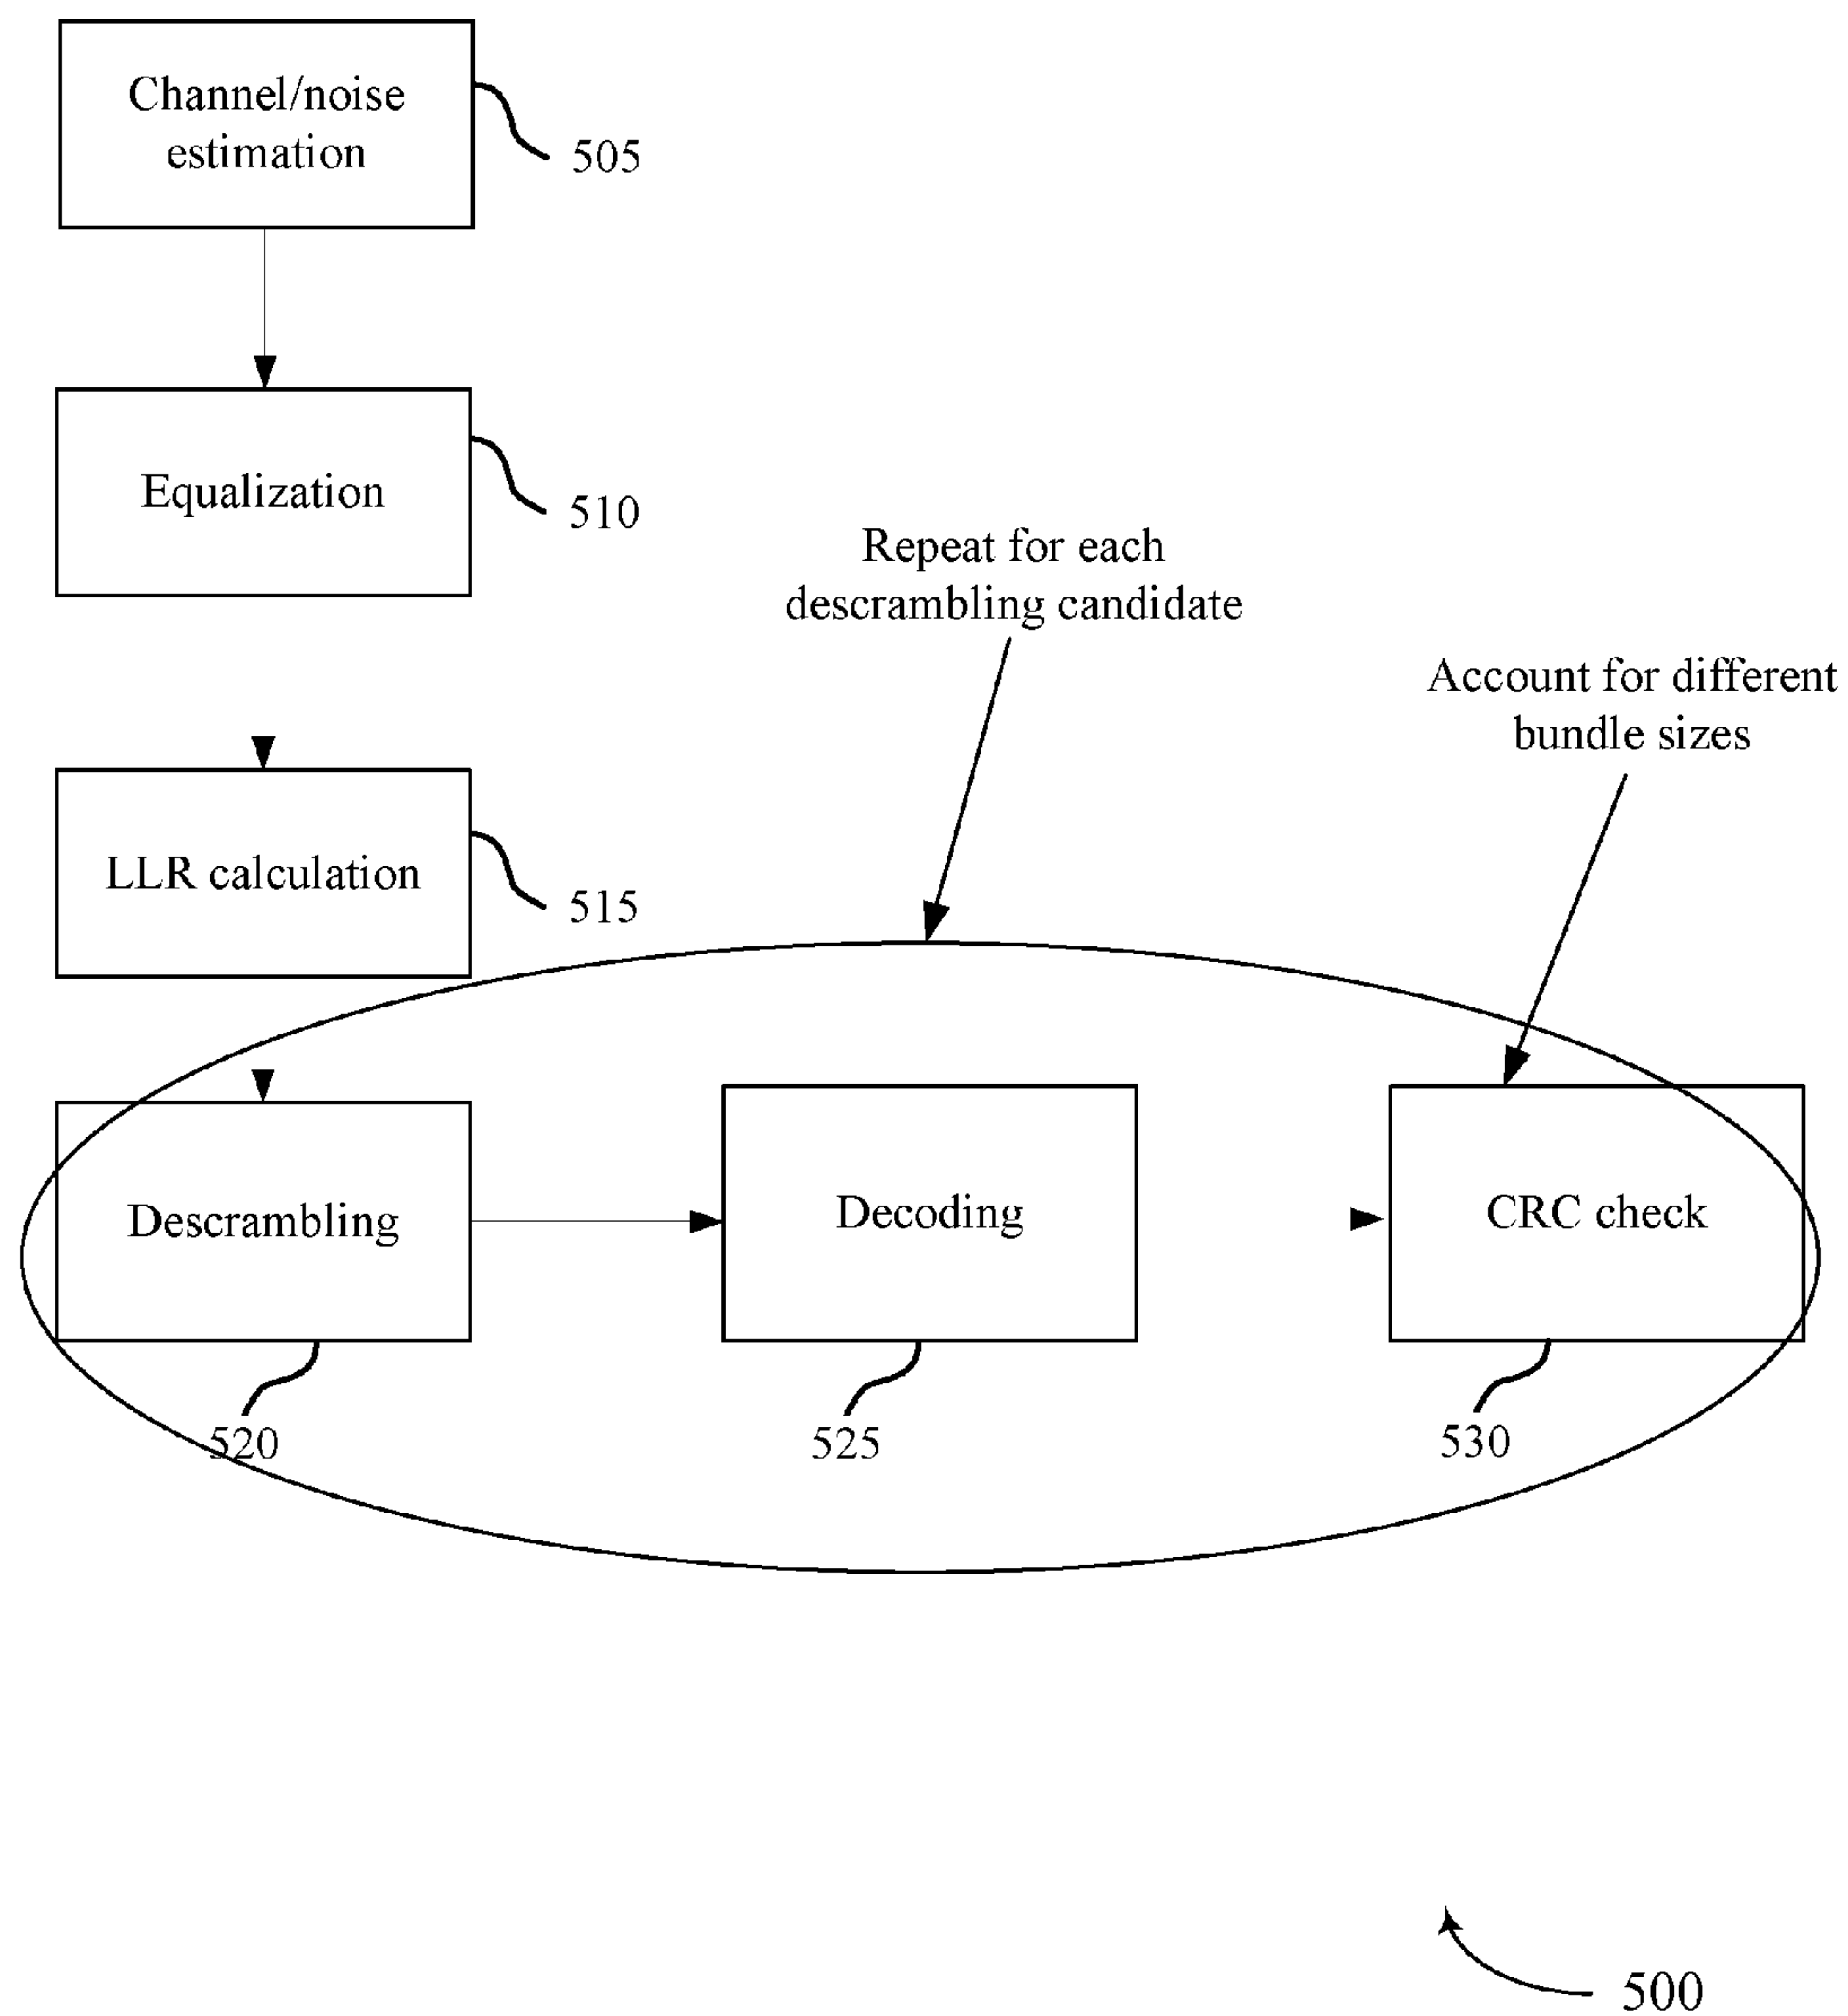 Channel/noise
estimation
505
Equalization
510
Repeat for each
descrambling candidate
Account for different
bundle sizes
LLR calculation
515
Descrambling
Decoding
CRC check
520
525
530
500